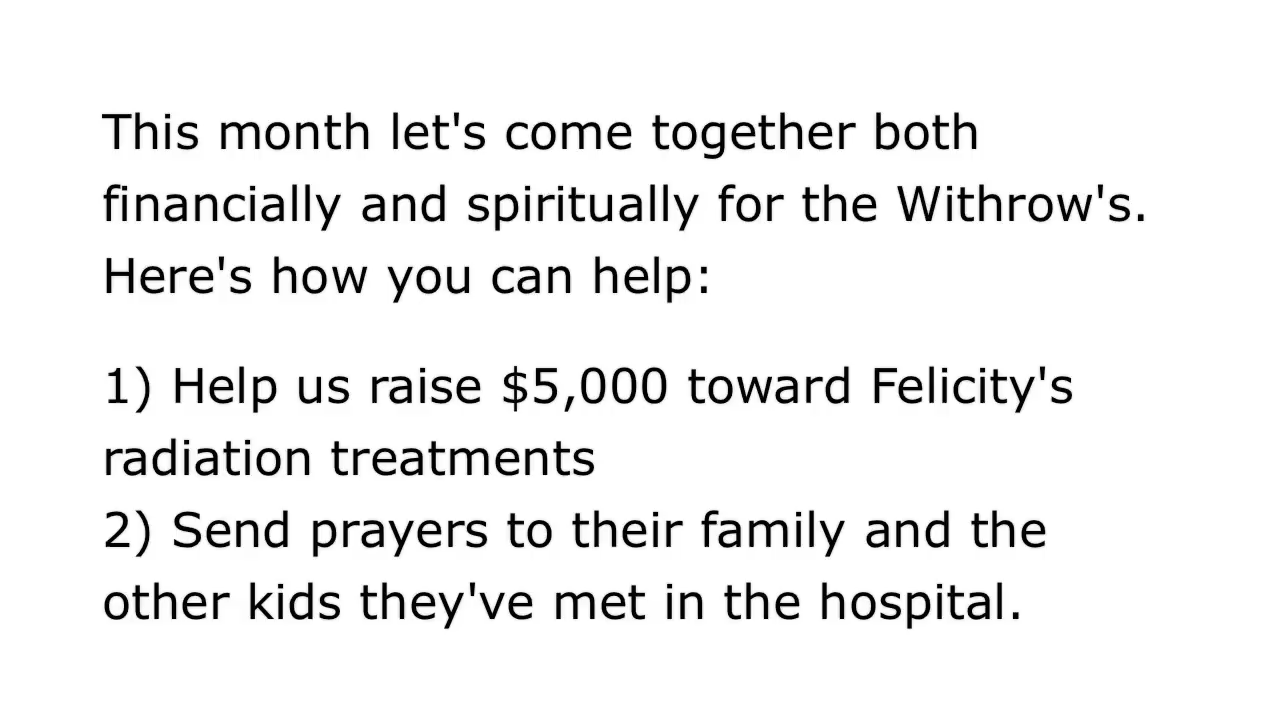 This month let's come together both
financially and spiritually for the Withrow's.
Here's how you can help:
1) Help us raise $5,000 toward Felicity's
radiation treatments
2) Send prayers to their family and the
other kids they've met in the hospital.